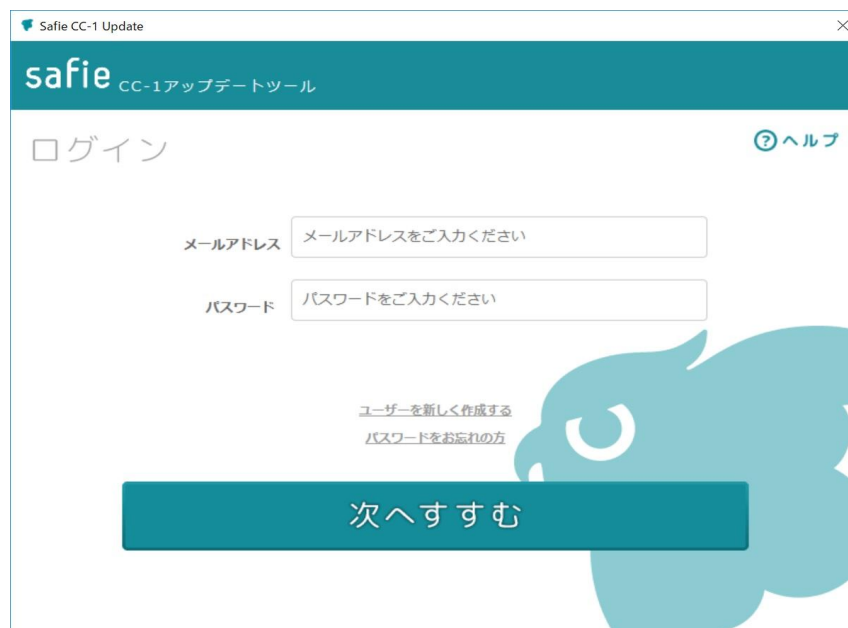 Safie CC-1 Update
safie CC-1アップデートツール
ログイン
?ヘルプ
メールアドレス メールアドレスをご入力ください
パスワード パスワードをご入力ください
ユーザーを新しく作成する
パスワードをお忘れの方
次へすすむ